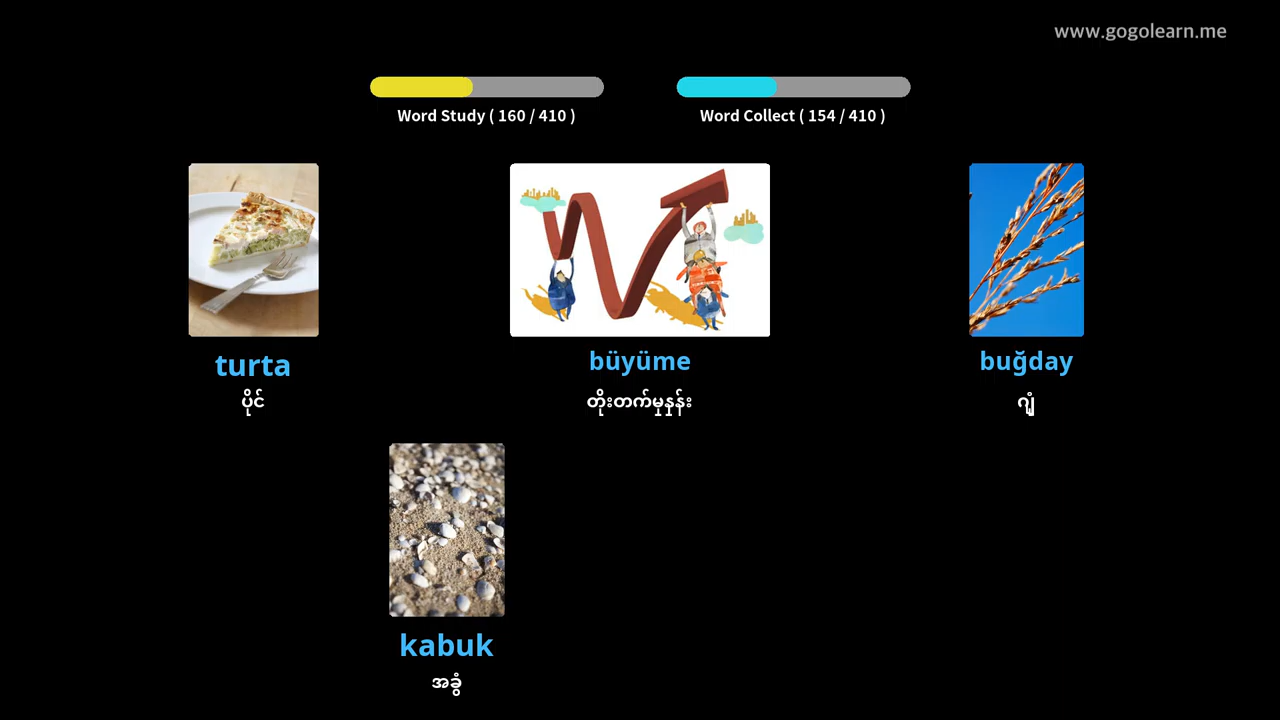 www.gogolearn.me
Word Study ( 160 / 410 )
Word Collect ( 154 / 410 )
turta
ပိုင်
büyüme
တိုးတက်မှုနှုန်း
buğday
ဂျုံ
kabuk
အခွံ